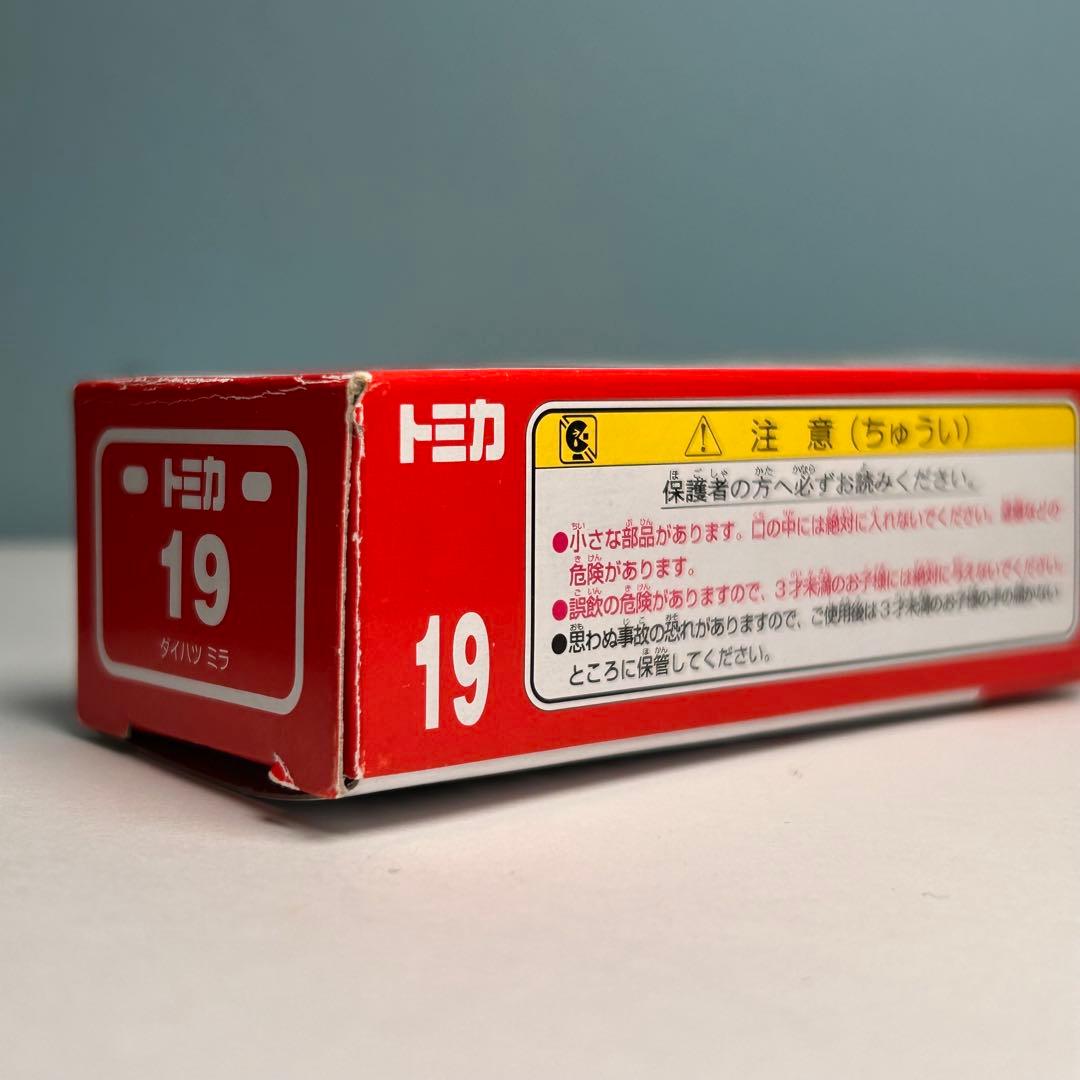 トミカ
19
ダイハツ ミラ
トミカ
19
注 意 (ちゅうい)
保護者の方へ必ずお読みください。
●小さな部品があります。口の中には絶対に入れないでください。窒息などの
危険があります。
●誤飲の危険がありますので、3才未満のお子様には絶対に与えないでください。
●思わぬ事故の恐れがありますので、ご使用後は3才未満のお子様の手の届かない
ところに保管してください。